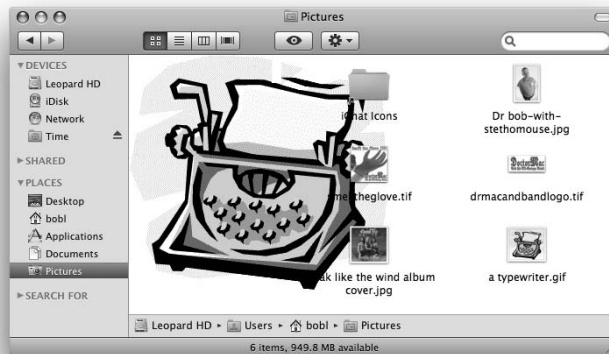 Pictures
DEVICES
Leopard HD
iDisk
Network
Time
SHARED
PLACES
Desktop
bobl
Applications
Documents
Pictures
SEARCH FOR
iChat Icons
Dr bob-with-
stethomouse.jpg
theglove.tif
DoctorMac
drmacandbandlogo.tif
like the wind album
cover.jpg
a typewriter.gif
Leopard HD ▸ Users ▸ bobl ▸ Pictures
6 items, 949.8 MB available